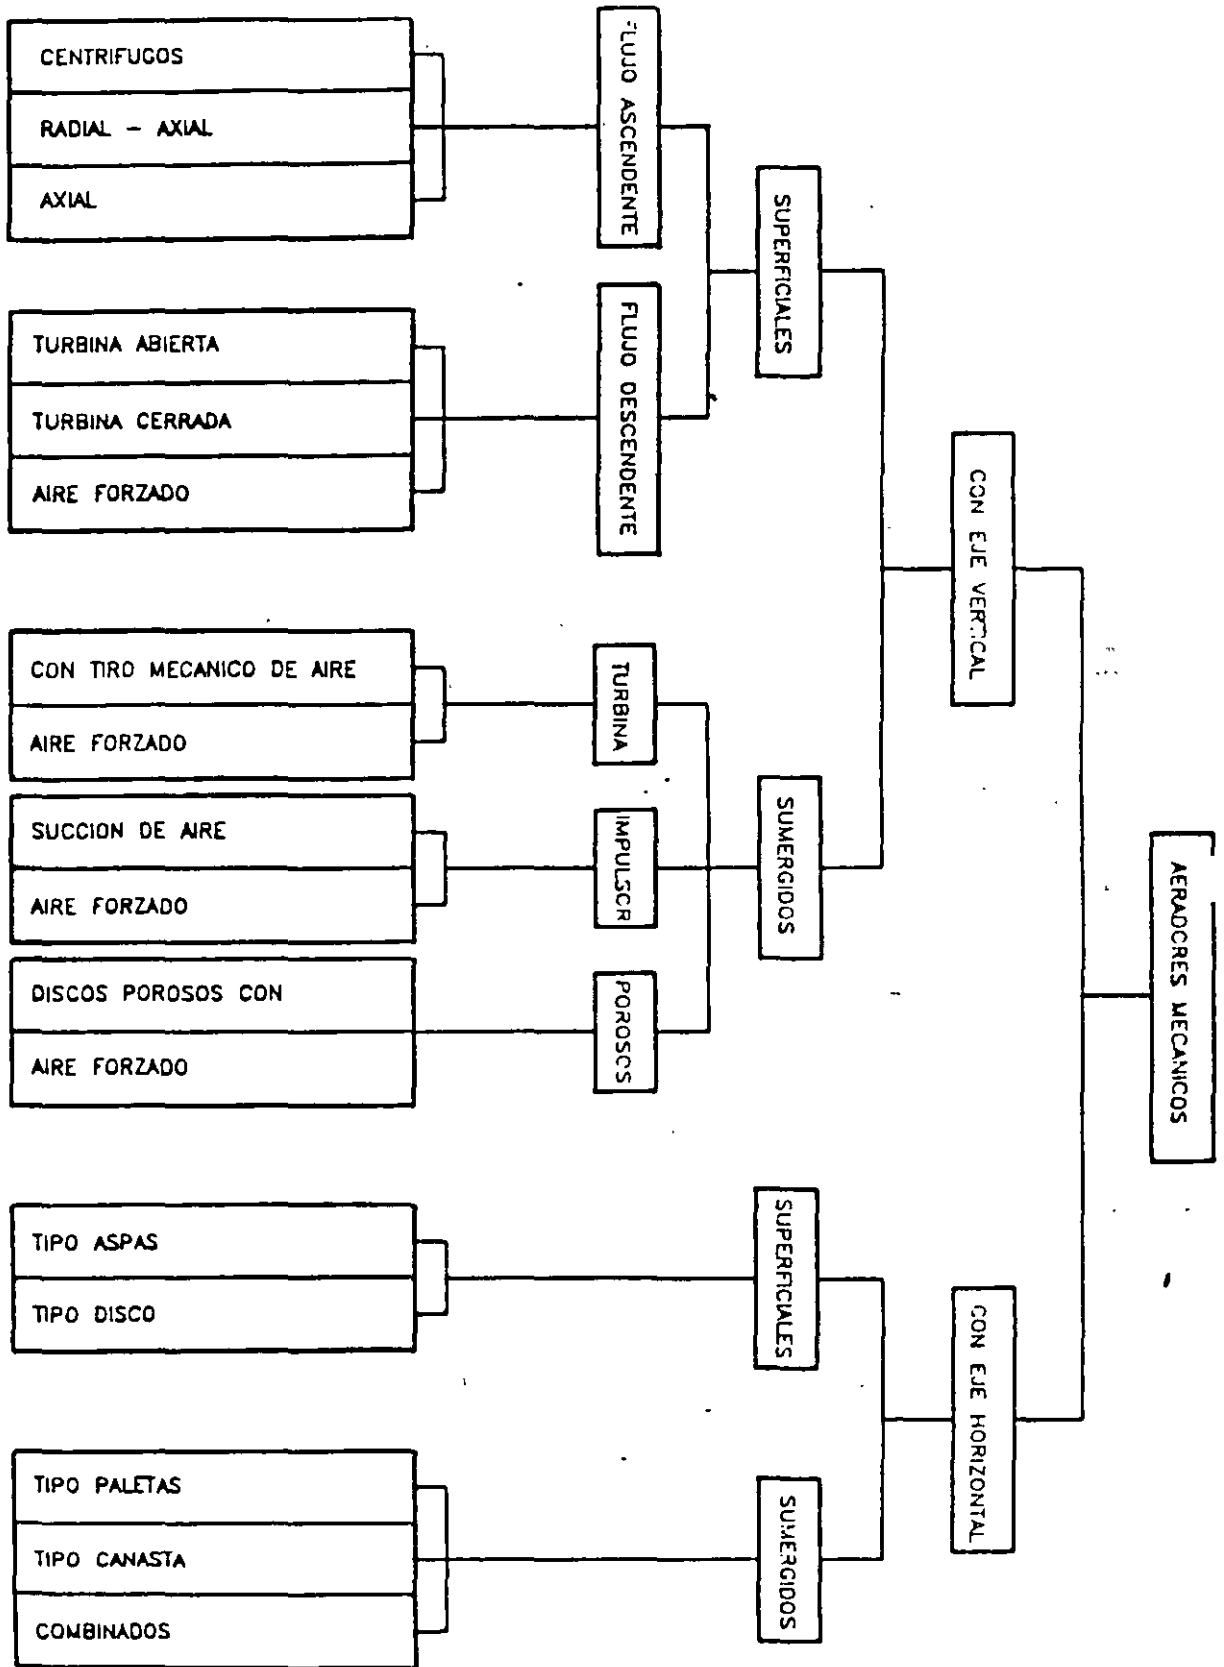 AERADORES MECANICOS
CON EJE VERTICAL
CON EJE HORIZONTAL
SUPERFICIALES
SUMERGIDOS
SUPERFICIALES
SUMERGIDOS
FLUJO ASCENDENTE
FLUJO DESCENDENTE
TURBINA
IMPULSOR
POROSOS
CENTRIFUGOS
RADIAL - AXIAL
AXIAL
TURBINA ABIERTA
TURBINA CERRADA
AIRE FORZADO
CON TIRO MECANICO DE AIRE
AIRE FORZADO
SUCCION DE AIRE
AIRE FORZADO
DISCOS POROSOS CON
AIRE FORZADO
TIPO ASPAS
TIPO DISCO
TIPO PALETAS
TIPO CANASTA
COMBINADOS